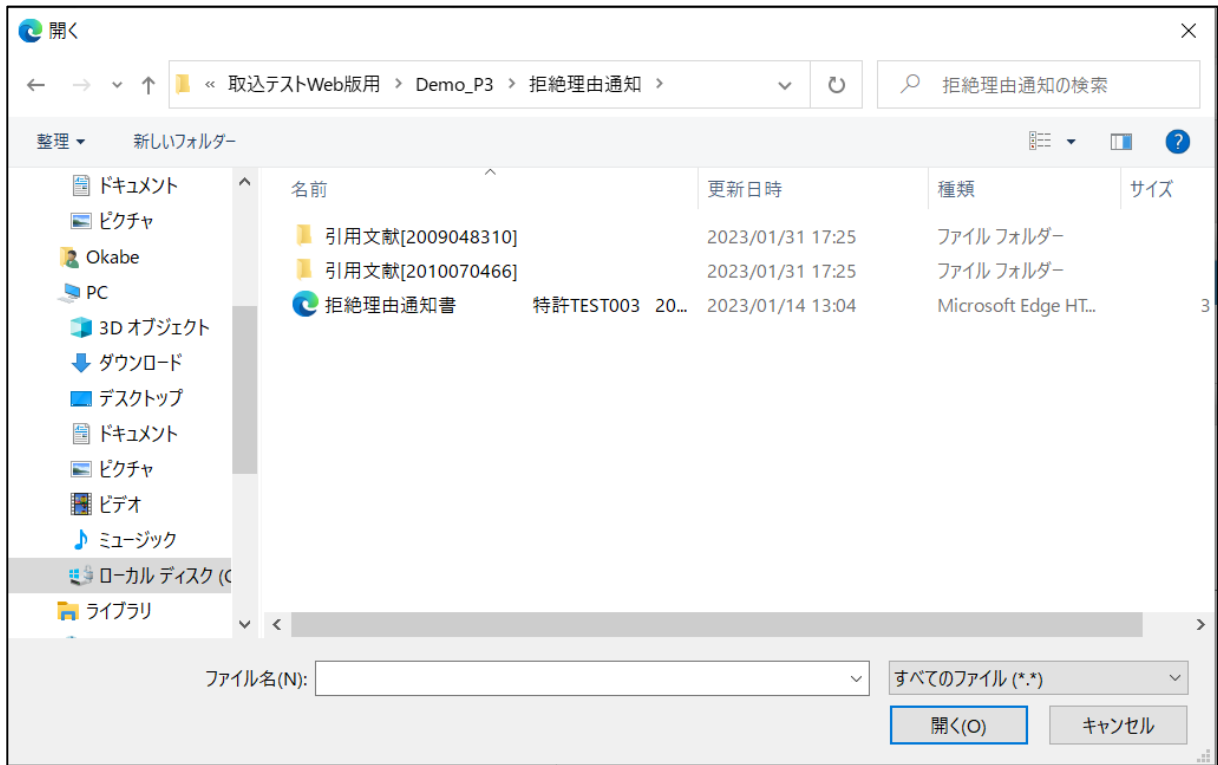 開く
« 取込テストWeb版用 › Demo_P3 › 拒絶理由通知 ›
拒絶理由通知の検索
整理
新しいフォルダー
?
ドキュメント
ピクチャ
Okabe
PC
3D オブジェクト
ダウンロード
デスクトップ
ドキュメント
ピクチャ
ビデオ
ミュージック
ローカル ディスク (C
ライブラリ
名前 更新日時 種類 サイズ
引用文献[2009048310] 2023/01/31 17:25 ファイル フォルダー
引用文献[2010070466] 2023/01/31 17:25 ファイル フォルダー
拒絶理由通知書 特許TEST003 20... 2023/01/14 13:04 Microsoft Edge HT... 3
ファイル名(N):
すべてのファイル (*.*)
開く(O)
キャンセル